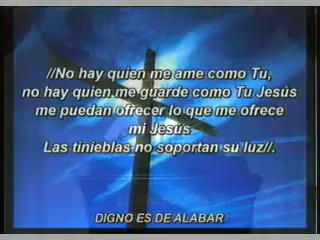 //No hay quien me ame como Tu,
no hay quien me guarde como Tu Jesús
me puedan ofrecer lo que me ofrece
mi Jesús
Las tinieblas no soportan su luz//.
DIGNO ES DE ALABAR